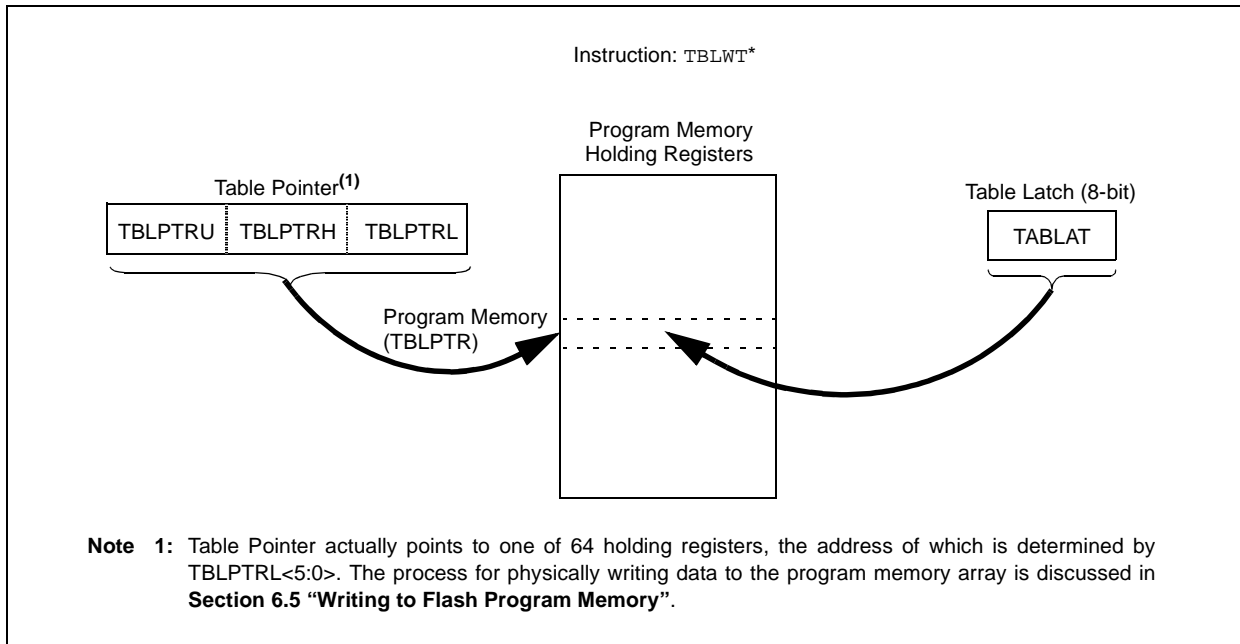 Instruction: TBLWT*
Program Memory
Holding Registers
Table Pointer(1)
Table Latch (8-bit)
TBLPTRU TBLPTRH TBLPTRL
TABLAT
Program Memory
(TBLPTR)
Note 1: Table Pointer actually points to one of 64 holding registers, the address of which is determined by
TBLPTRL<5:0>. The process for physically writing data to the program memory array is discussed in
Section 6.5 “Writing to Flash Program Memory”.